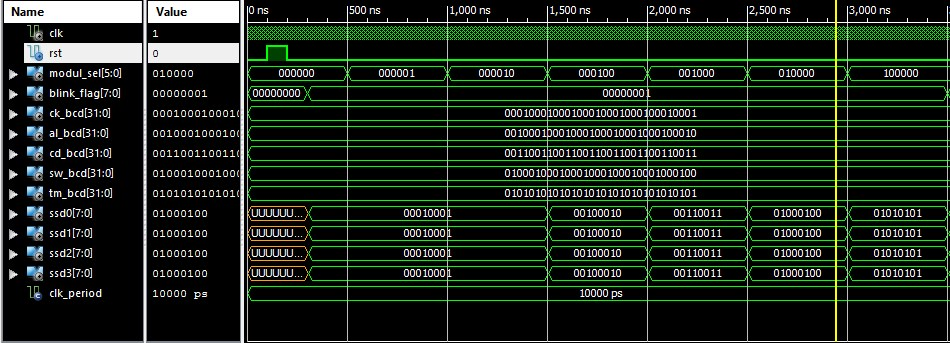 Name Value 0 ns 500 ns 1,000 ns 1,500 ns 2,000 ns 2,500 ns 3,000 ns
clk 1
rst 0
modul_sel[5:0] 010000 000000 000001 000010 000100 001000 010000 100000
blink_flag[7:0] 00000001 00000000 00000001
ck_bcd[31:0] 0001000100010 00010001000100010001000100010001
al_bcd[31:0] 0010001000100 00100010001000100010001000100010
cd_bcd[31:0] 0011001100110 00110011001100110011001100110011
sw_bcd[31:0] 0100010001000 01000100010001000100010001000100
tm_bcd[31:0] 0101010101010 01010101010101010101010101010101
ssd0[7:0] 01000100 UUUUUU... 00010001 00100010 00110011 01000100 01010101
ssd1[7:0] 01000100 UUUUUU... 00010001 00100010 00110011 01000100 01010101
ssd2[7:0] 01000100 UUUUUU... 00010001 00100010 00110011 01000100 01010101
ssd3[7:0] 01000100 UUUUUU... 00010001 00100010 00110011 01000100 01010101
clk_period 10000 ps 10000 ps